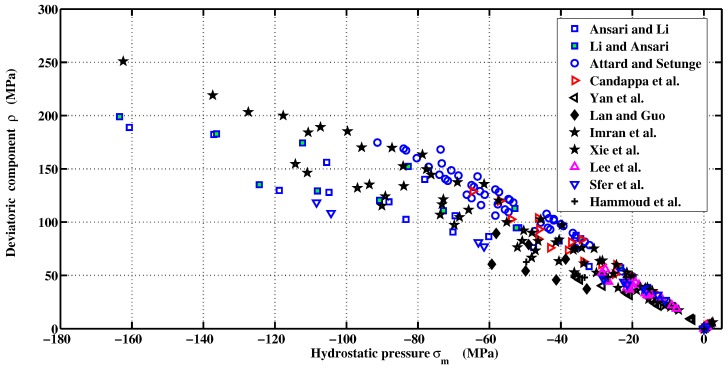 300
250
200
150
100
50
0
Deviatoric component ρ (MPa)
−180 −160 −140 −120 −100 −80 −60 −40 −20 0
Hydrostatic pressure σm (MPa)
Ansari and Li
Li and Ansari
Attard and Setunge
Candappa et al.
Yan et al.
Lan and Guo
Imran et al.
Xie et al.
Lee et al.
Sfer et al.
Hammoud et al.